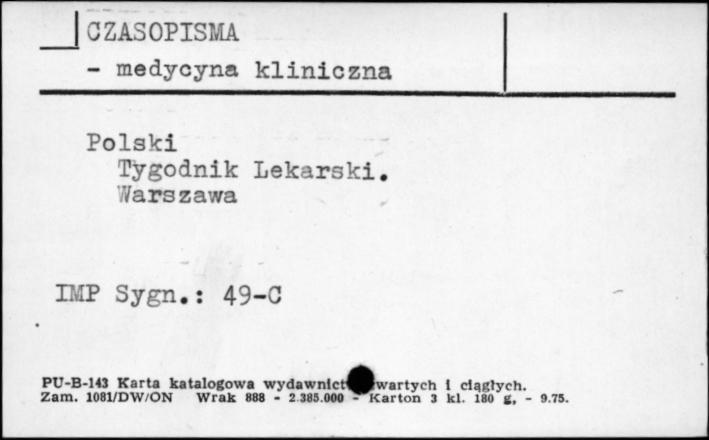 CZASOPISMA
- medycyna kliniczna
Polski
Tygodnik Lekarski.
Warszawa
IMP Sygn.: 49-C
PU-B-143 Karta katalogowa wydawnict wartych i ciągłych.
Zam. 1081/DW/ON Wrak 888 - 2.385.000 - Karton 3 kl. 180 g, - 9.75.